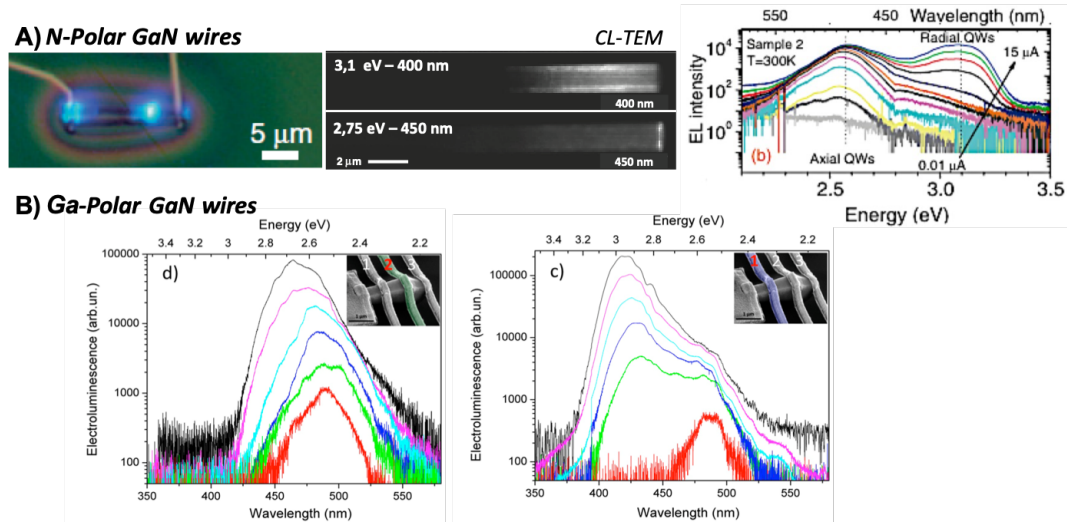 A) N-Polar GaN wires
5 μm
CL-TEM
3,1 eV – 400 nm
400 nm
2,75 eV – 450 nm
2 μm
450 nm
550 450 Wavelength (nm)
Sample 2
T=300K
Radial QWs
15 μA
Axial QWs
0.01 μA
(b)
EL intensity
10⁴
10²
10⁰
2.5 3.0 3.5
Energy (eV)
B) Ga-Polar GaN wires
Energy (eV)
3.4 3.2 3 2.8 2.6 2.4 2.2
d)
1 2 3
Electroluminescence (arb.un.)
100000
10000
1000
100
350 400 450 500 550
Wavelength (nm)
Energy (eV)
3.4 3.2 3 2.8 2.6 2.4 2.2
c)
1 2
Electroluminescence (arb.un.)
100000
10000
1000
100
350 400 450 500 550
Wavelength (nm)